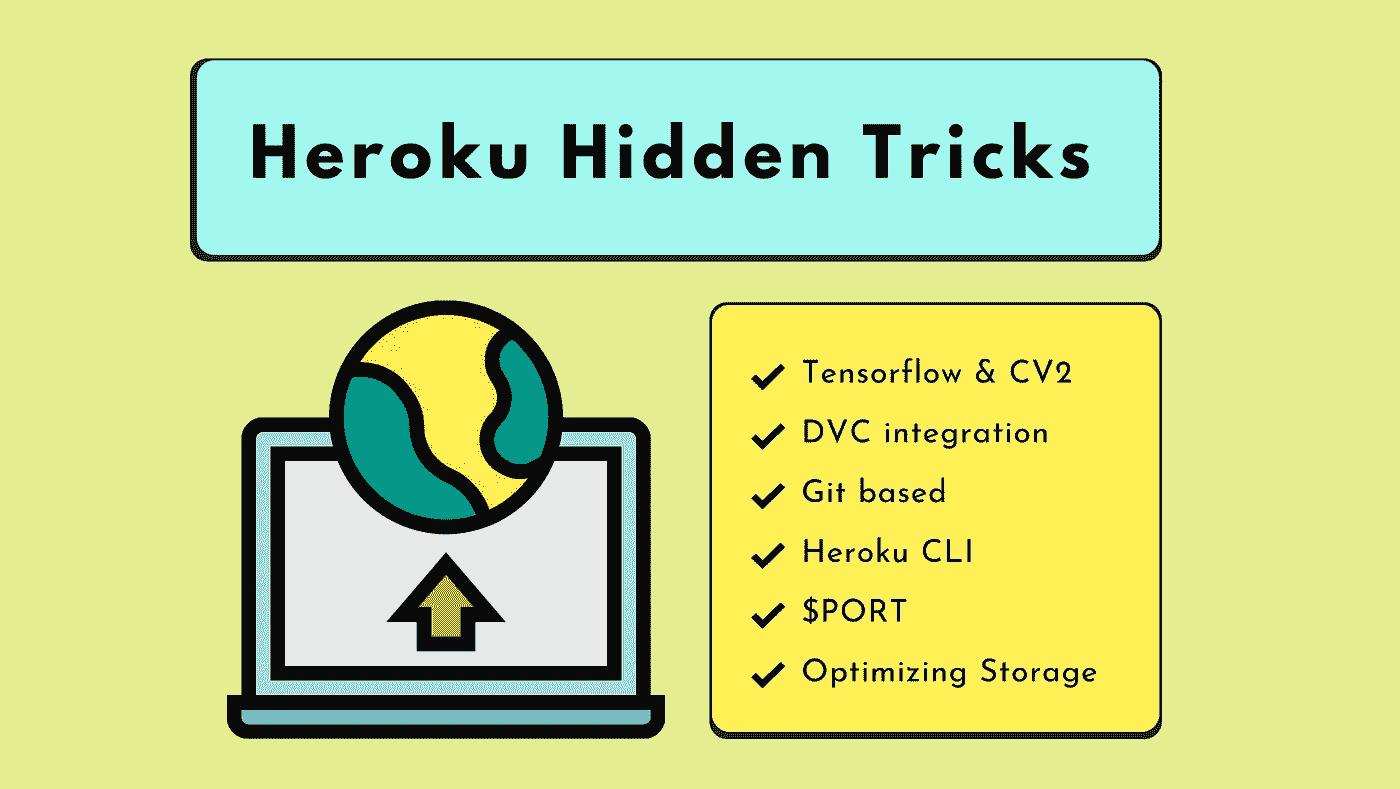 Heroku Hidden Tricks
Tensorflow & CV2
DVC integration
Git based
Heroku CLI
$PORT
Optimizing Storage